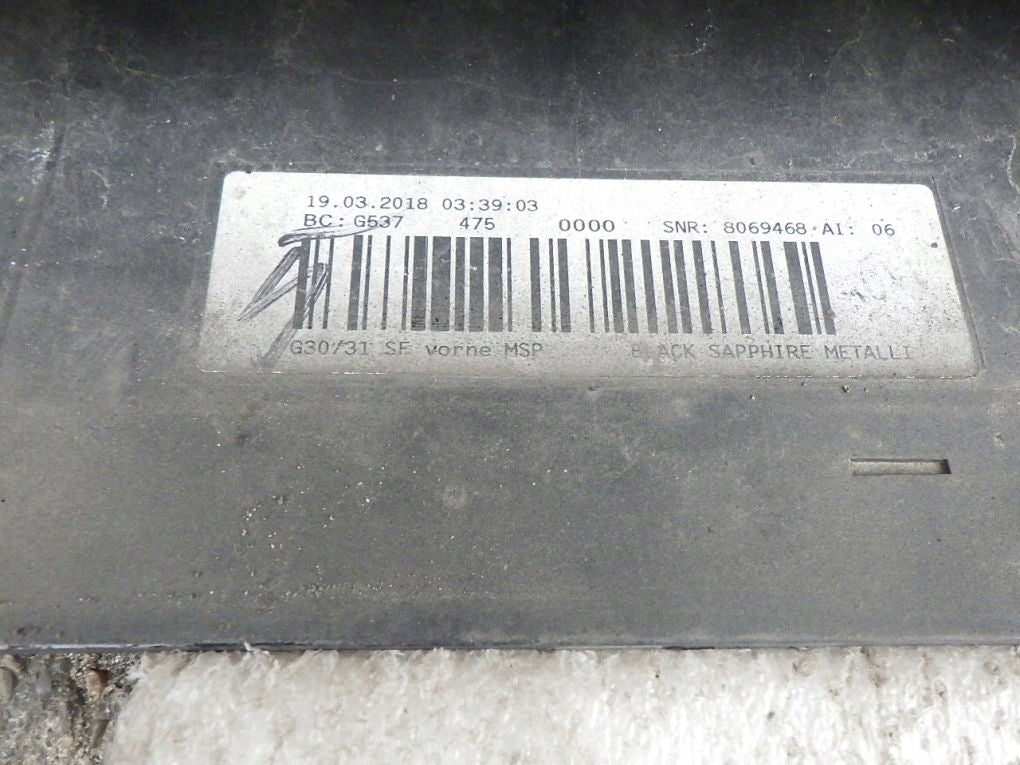 19.03.2018 03:39:03
BC: G537 475 0000 SNR: 8069468 AI: 06
G30/31 SF vorne MSP BLACK SAPPHIRE METALLI